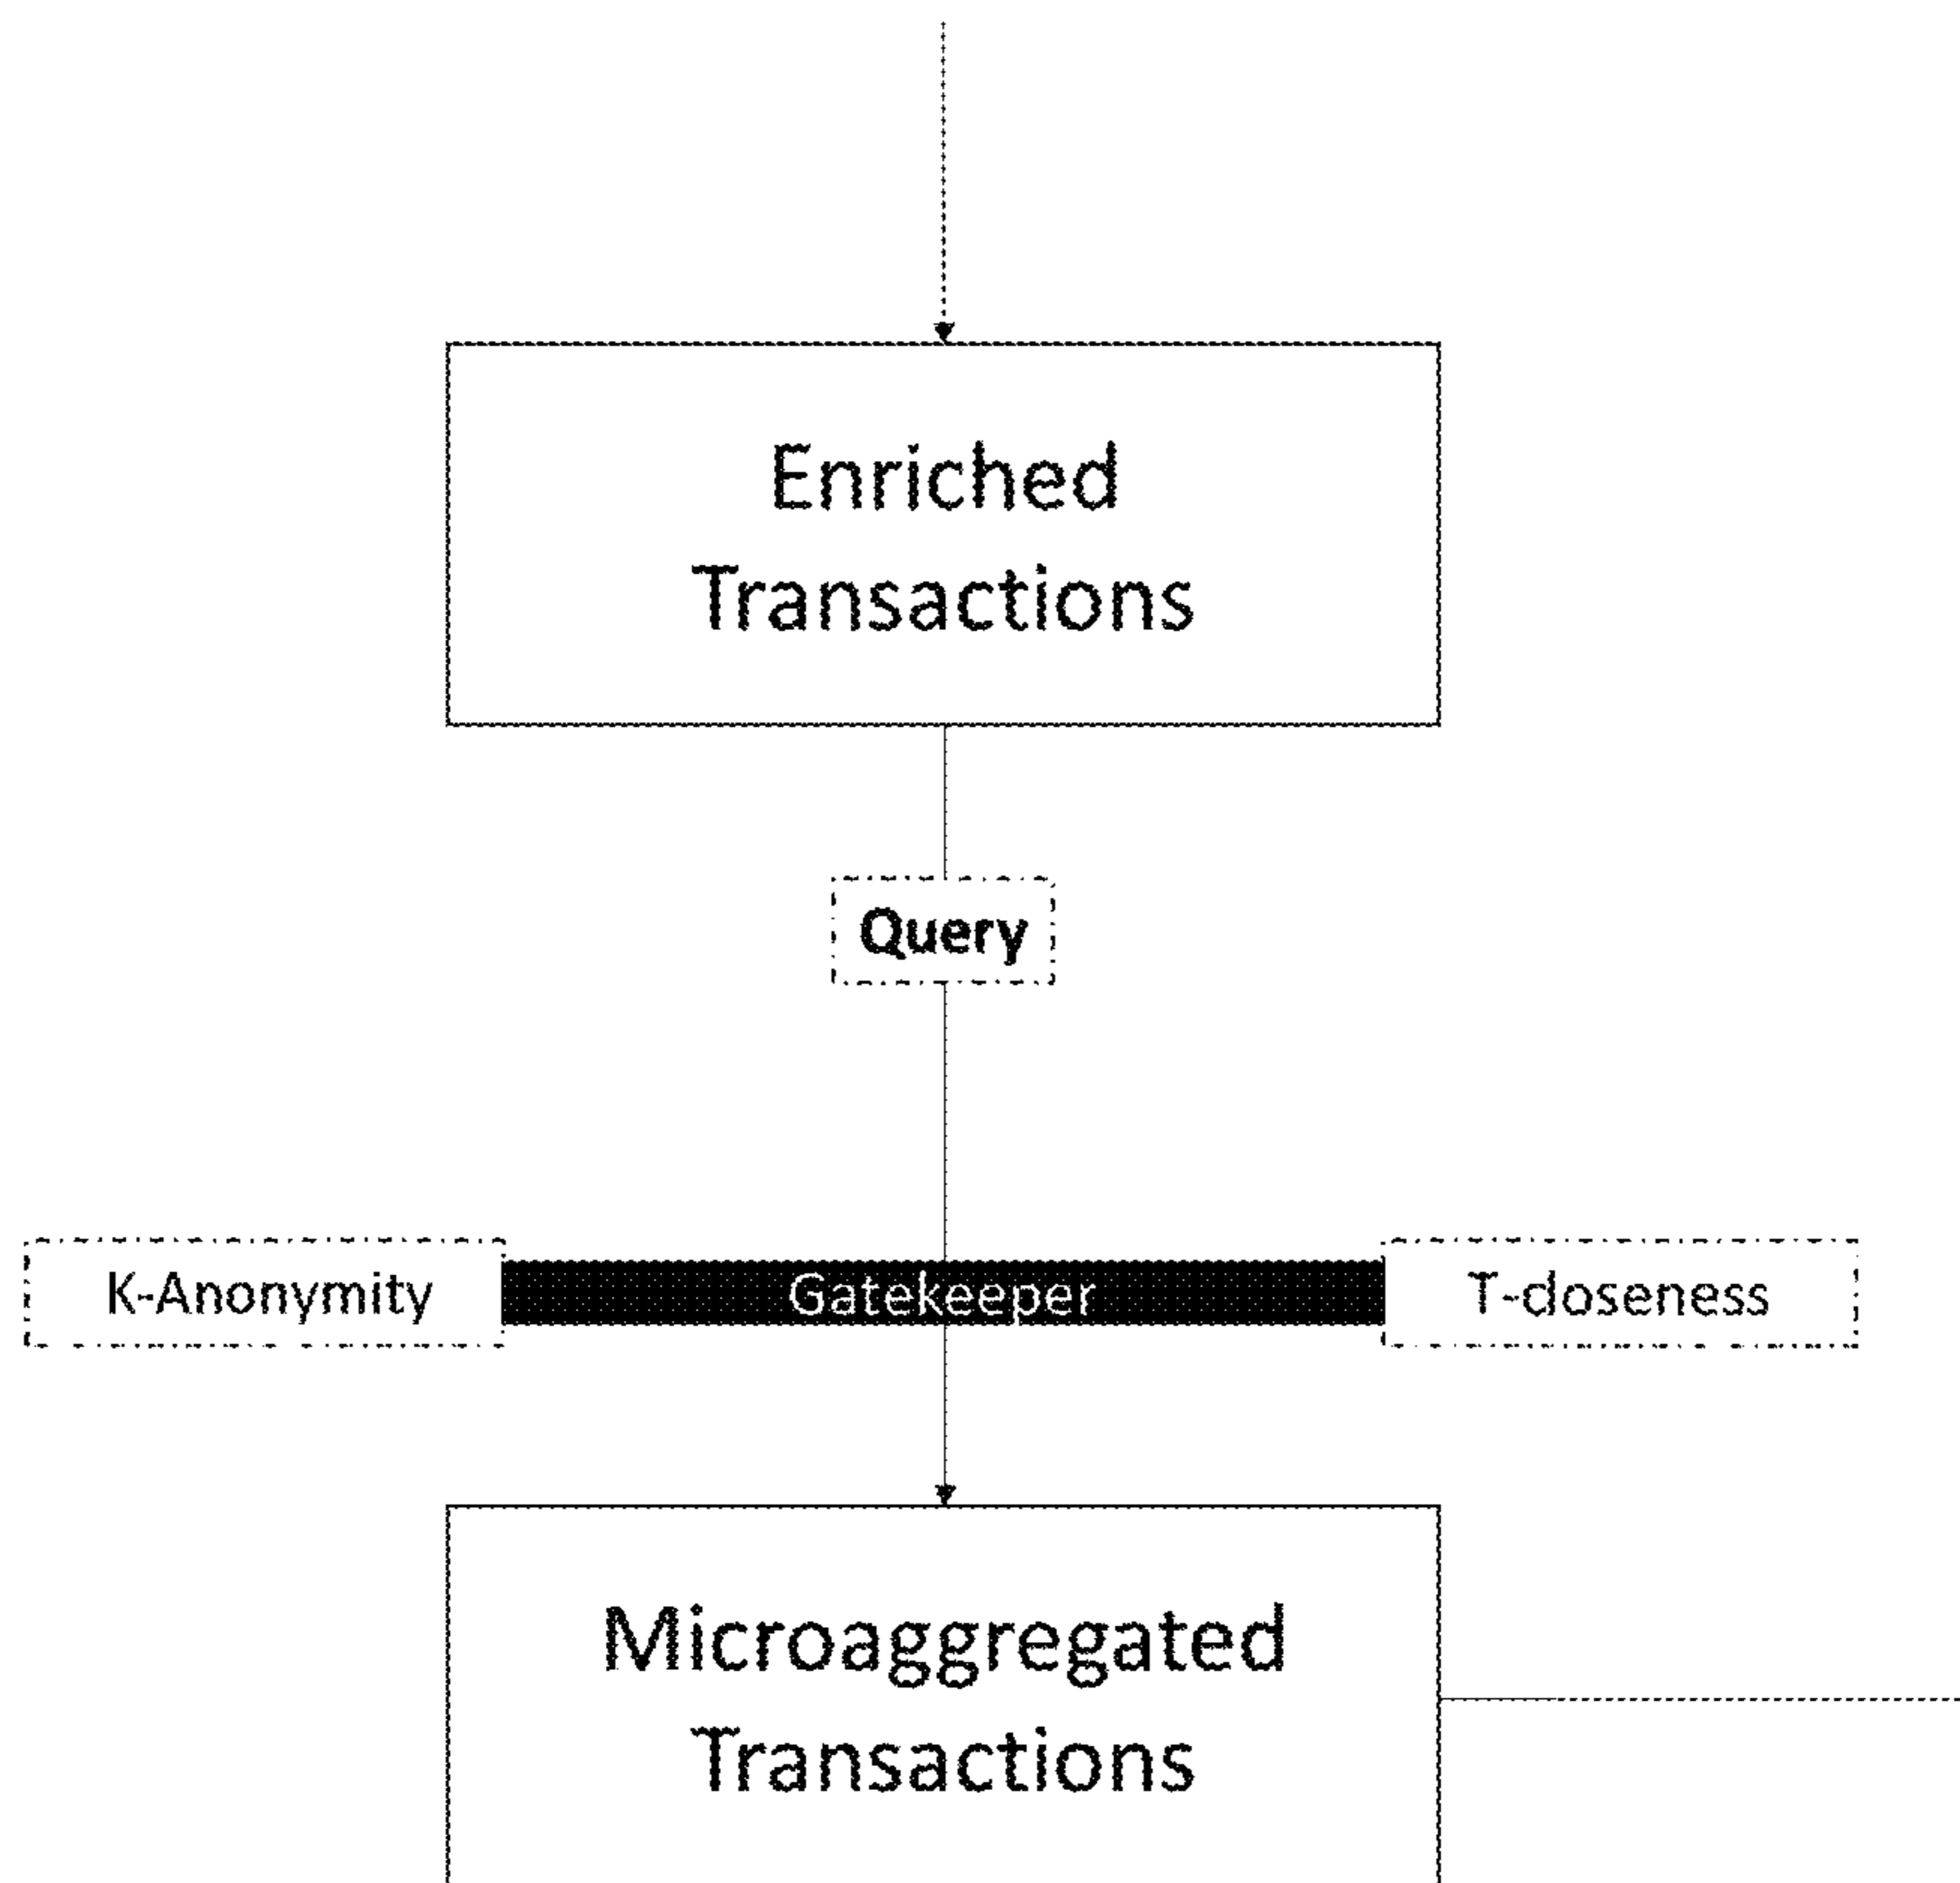 Enriched
Transactions
Query
K-Anonymity
Gatekeeper
T-closeness
Microaggregated
Transactions